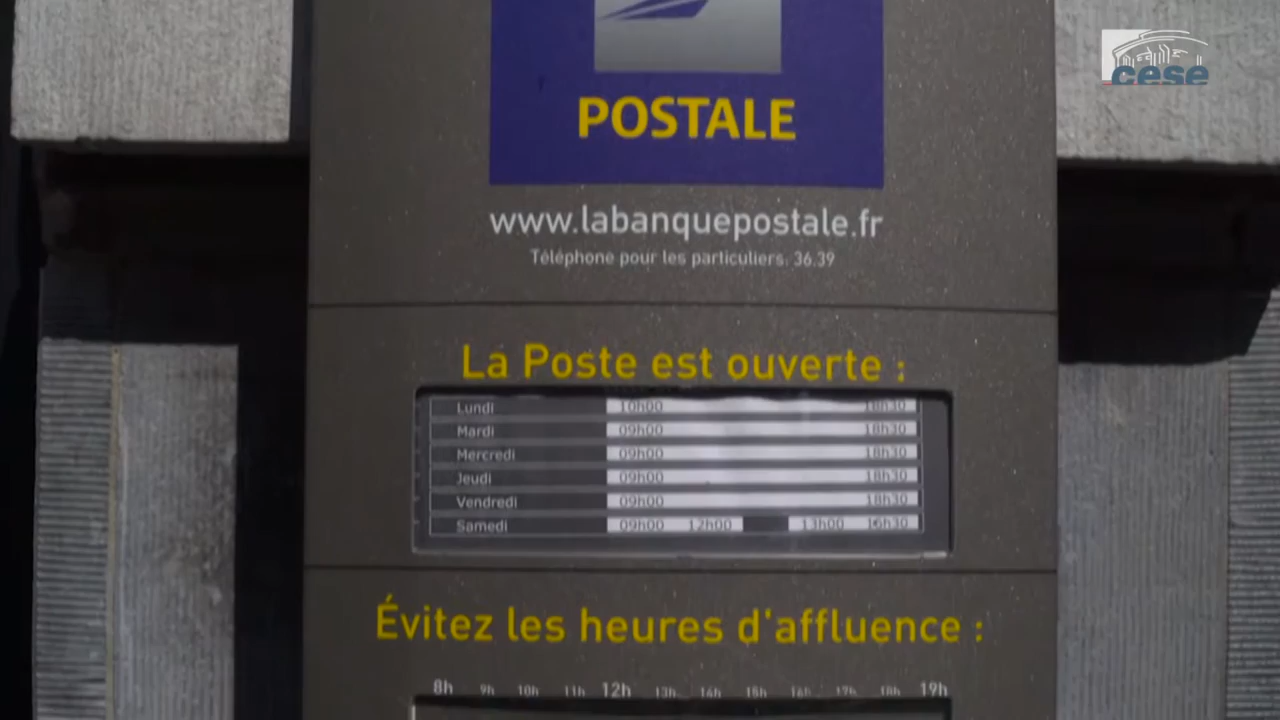 cese
POSTALE
www.labanquepostale.fr
Téléphone pour les particuliers. 36.39
La Poste est ouverte :
Lundi 10h00 18h30
Mardi 09h00 18h30
Mercredi 09h00 18h30
Jeudi 09h00 18h30
Vendredi 09h00 18h30
Samedi 09h00 12h00 13h00 16h30
Évitez les heures d'affluence :
8h 9h 10h 11h 12h 13h 14h 15h 16h 17h 18h 19h